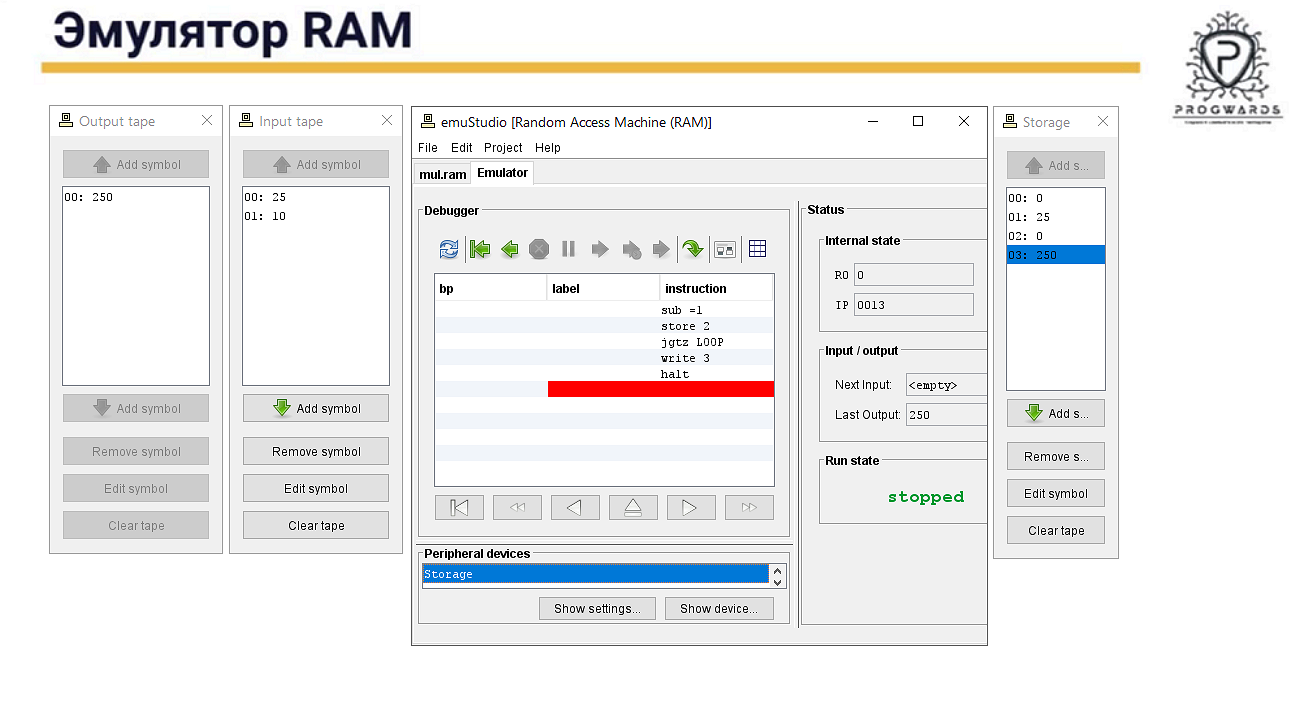 Эмулятор RAM
PROGWARDS
Output tape
Add symbol
00: 250
Add symbol
Remove symbol
Edit symbol
Clear tape
Input tape
Add symbol
00: 25
01: 10
Add symbol
Remove symbol
Edit symbol
Clear tape
emuStudio [Random Access Machine (RAM)]
File Edit Project Help
mul.ram Emulator
Debugger
bp label instruction
sub =1
store 2
jgtz LOOP
write 3
halt
Peripheral devices
Storage
Show settings... Show device...
Status
Internal state
R0 0
IP 0013
Input / output
Next Input: <empty>
Last Output: 250
Run state
stopped
Storage
Add s...
00: 0
01: 25
02: 0
03: 250
Add s...
Remove s...
Edit symbol
Clear tape